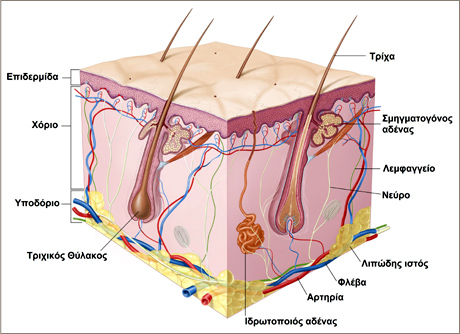 Τρίχα
Επιδερμίδα
Χόριο
Σμηγματογόνος
αδένας
Λεμφαγγείο
Νεύρο
Υποδόριο
Τριχικός Θύλακος
Λιπώδης ιστός
Φλέβα
Αρτηρία
Ιδρωτοποιός αδένας